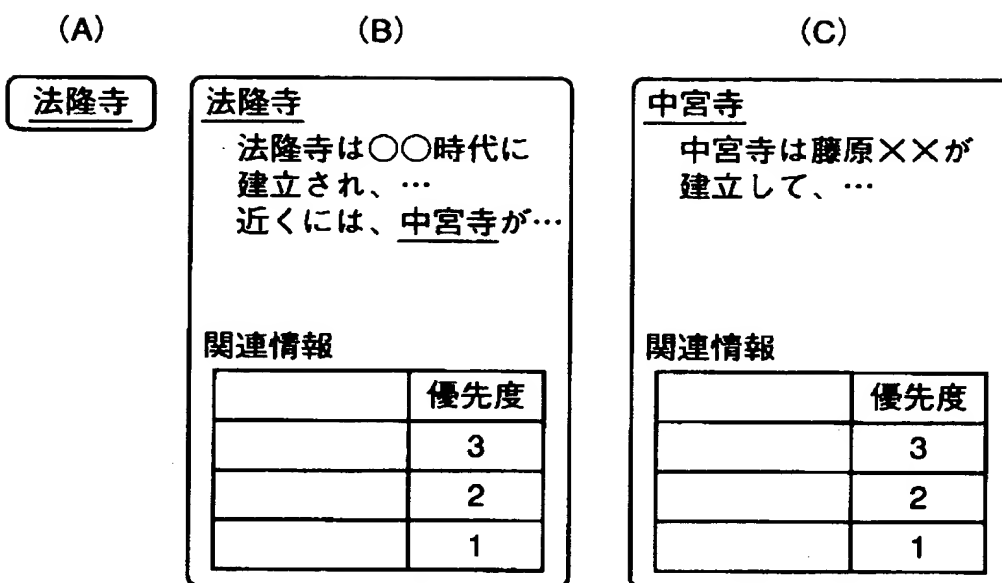 (A)
(B)
(C)
法隆寺
法隆寺
法隆寺は○○時代に
建立され、…
近くには、中宮寺が…
関連情報
優先度
3
2
1
中宮寺
中宮寺は藤原××が
建立して、…
関連情報
優先度
3
2
1